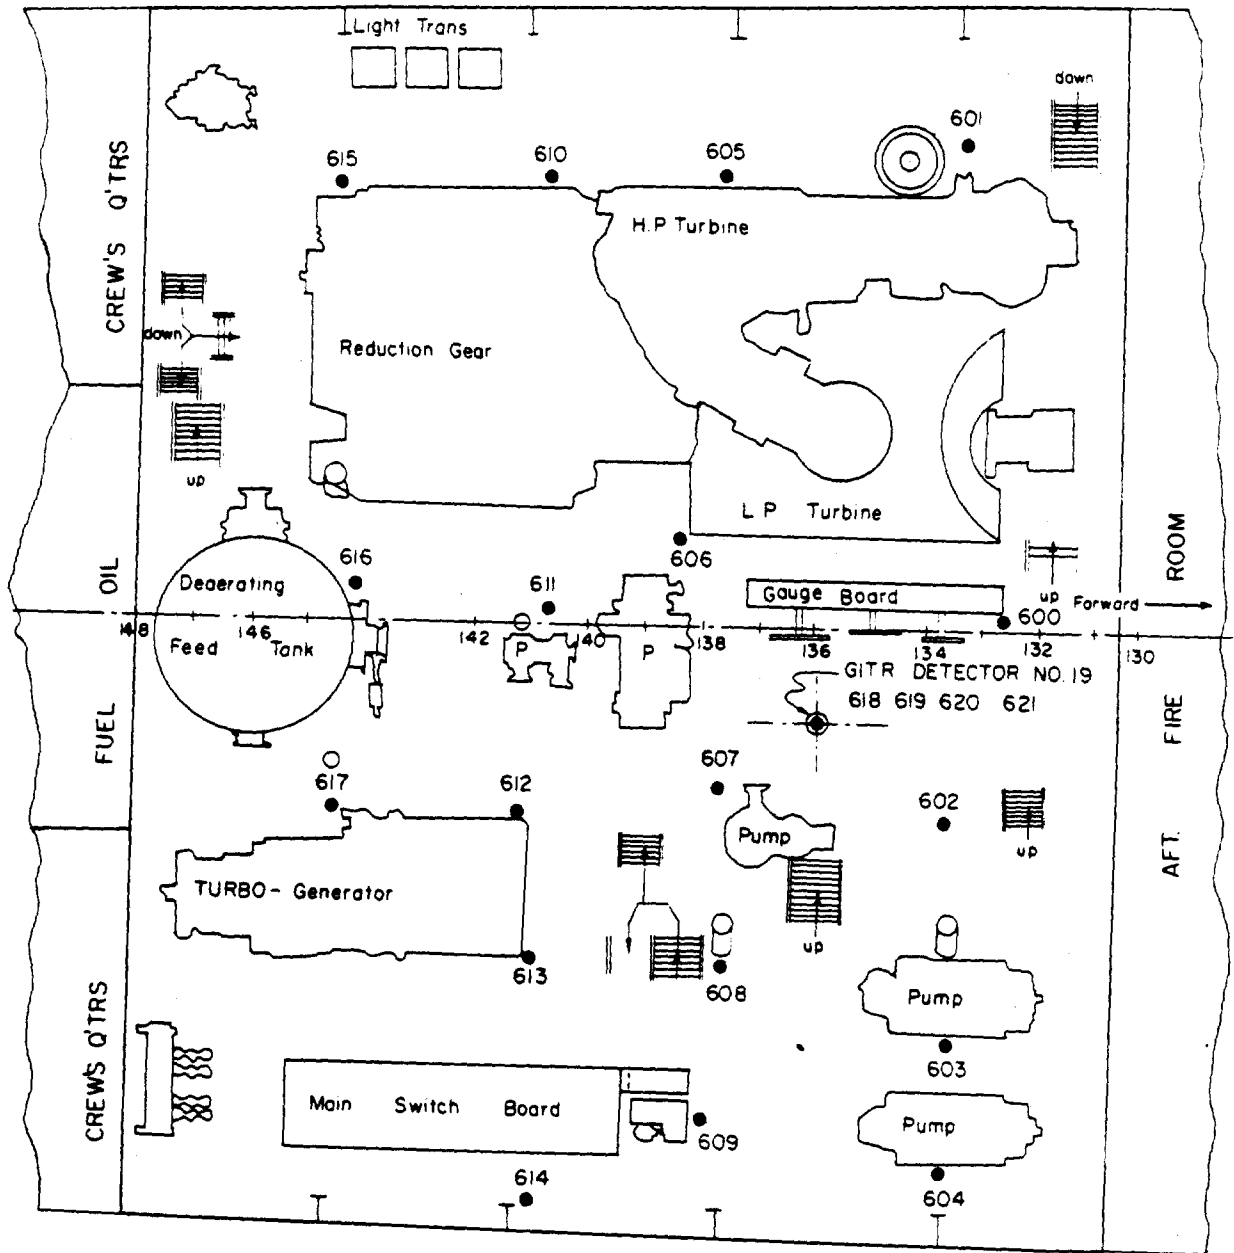 Light Trans
down
601
615
610
605
H.P Turbine
CREW'S Q'TRS
down
Reduction Gear
up
L P Turbine
606
ROOM
OIL
616
Deaerating
611
Gauge Board
up
Forward
600
148
146
142
140
138
136
134
132
130
Feed Tank
P
P
GITR DETECTOR NO. 19
618 619 620 621
FUEL
FIRE
607
617
612
602
Pump
up
AFT.
TURBO - Generator
up
613
608
Pump
CREW'S Q'TRS
603
Main Switch Board
609
Pump
614
604